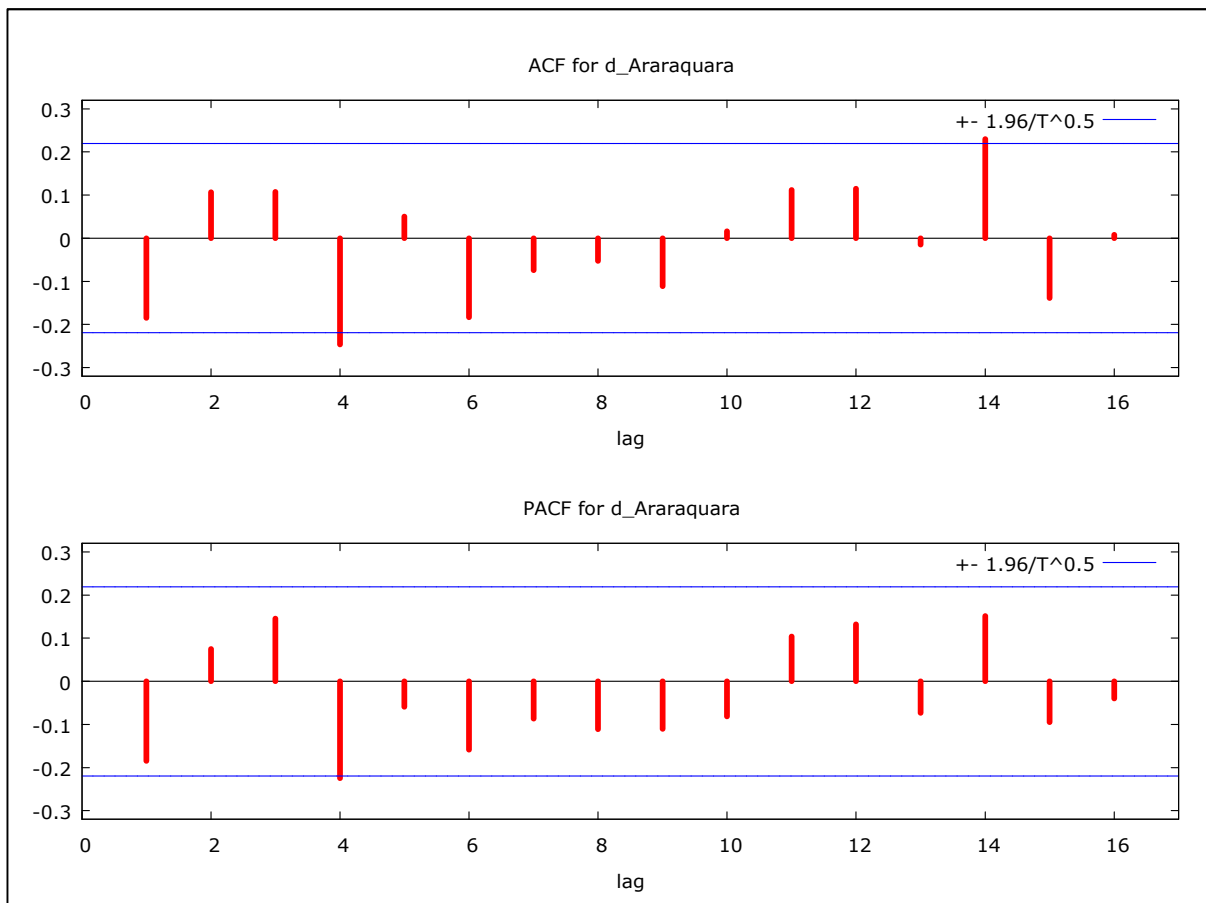 ACF for d_Araraquara
+- 1.96/T^0.5
0.3
0.2
0.1
0
-0.1
-0.2
-0.3
0 2 4 6 8 10 12 14 16
lag
PACF for d_Araraquara
+- 1.96/T^0.5
0.3
0.2
0.1
0
-0.1
-0.2
-0.3
0 2 4 6 8 10 12 14 16
lag